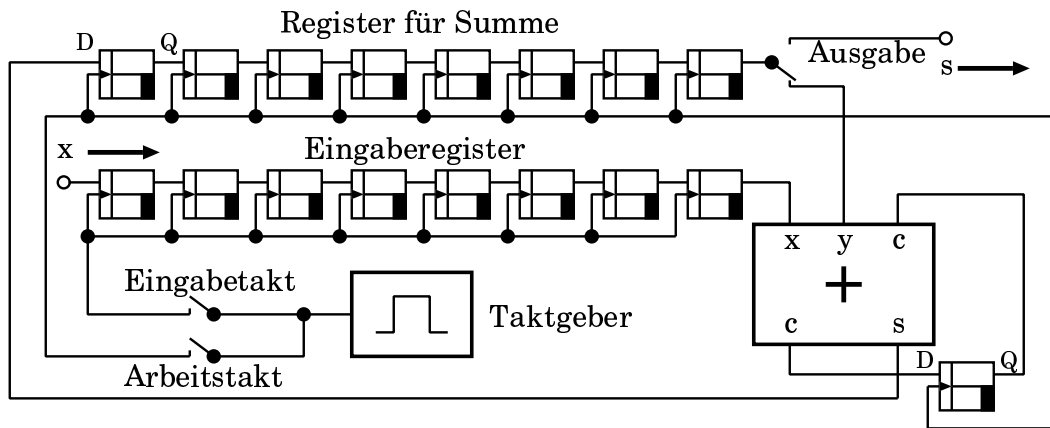 Register für Summe
D Q
Ausgabe
s
x
Eingaberegister
x y c
+
Eingabetakt
Taktgeber
c s
Arbeitstakt
D Q